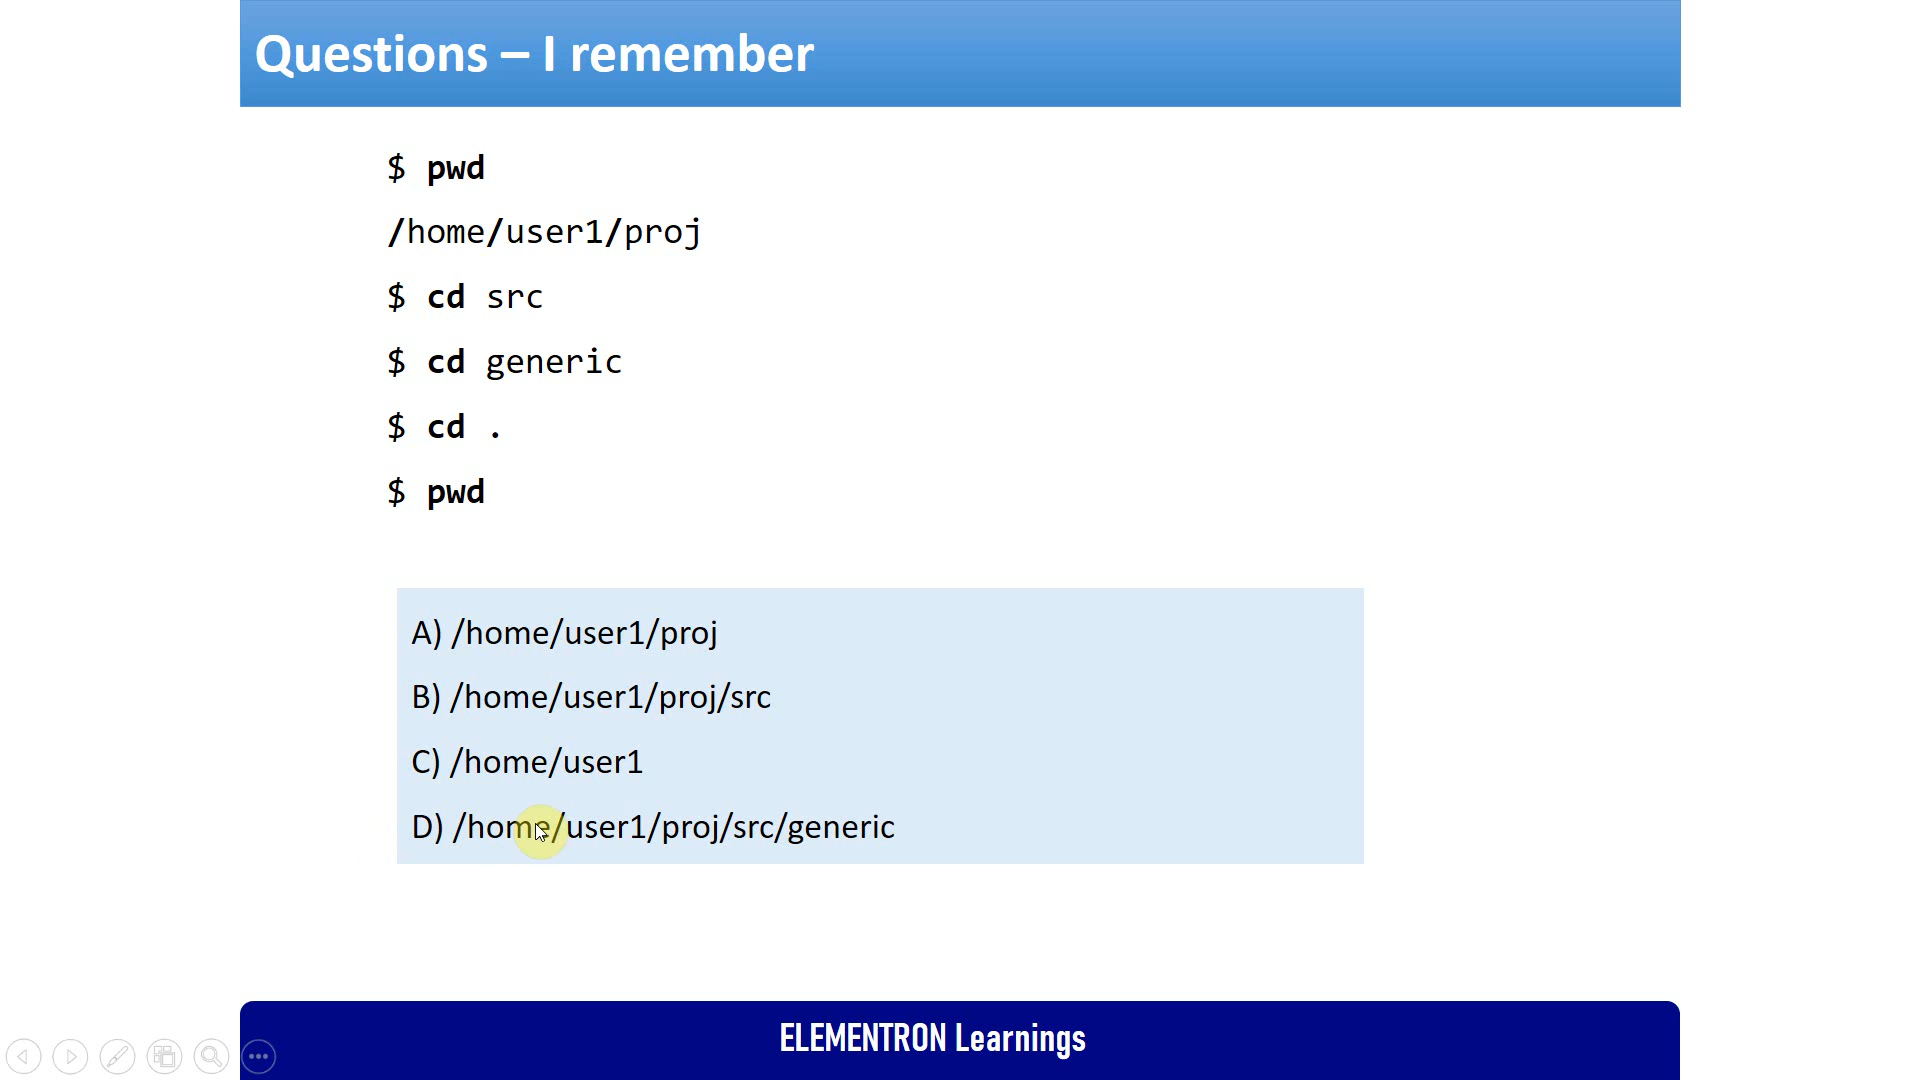 Questions – I remember
$ pwd
/home/user1/proj
$ cd src
$ cd generic
$ cd .
$ pwd
A) /home/user1/proj
B) /home/user1/proj/src
C) /home/user1
D) /home/user1/proj/src/generic
ELEMENTRON Learnings